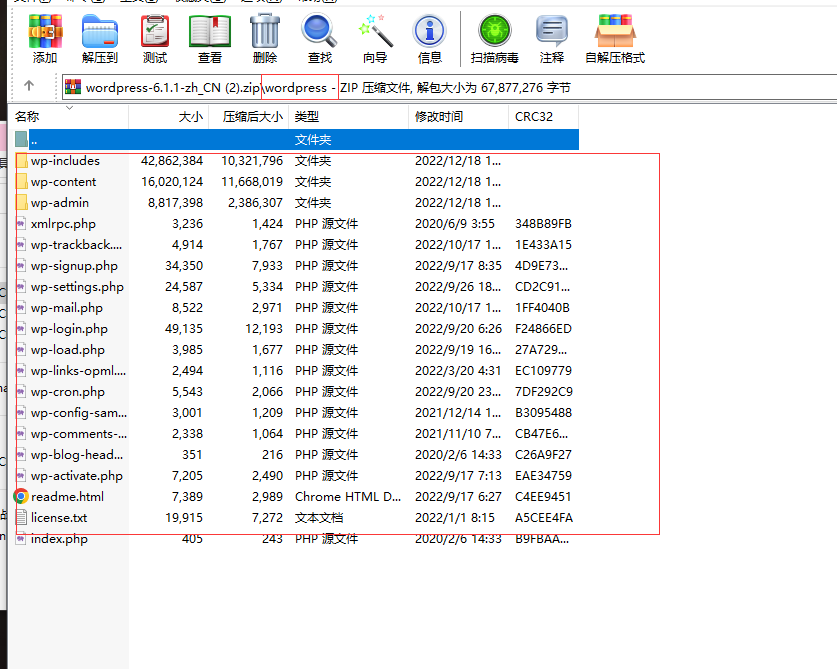 添加 解压到 测试 查看 删除 查找 向导 信息 扫描病毒 注释 自解压格式
wordpress-6.1.1-zh_CN (2).zip\wordpress - ZIP 压缩文件, 解包大小为 67,877,276 字节
名称 大小 压缩后大小 类型 修改时间 CRC32
.. 文件夹
wp-includes 42,862,384 10,321,796 文件夹 2022/12/18 1...
wp-content 16,020,124 11,668,019 文件夹 2022/12/18 1...
wp-admin 8,817,398 2,386,307 文件夹 2022/12/18 1...
xmlrpc.php 3,236 1,424 PHP 源文件 2020/6/9 3:55 348B89FB
wp-trackback.... 4,914 1,767 PHP 源文件 2022/10/17 1... 1E433A15
wp-signup.php 34,350 7,933 PHP 源文件 2022/9/17 8:35 4D9E73...
wp-settings.php 24,587 5,334 PHP 源文件 2022/9/26 18... CD2C91...
wp-mail.php 8,522 2,971 PHP 源文件 2022/10/17 1... 1FF4040B
wp-login.php 49,135 12,193 PHP 源文件 2022/9/20 6:26 F24866ED
wp-load.php 3,985 1,677 PHP 源文件 2022/9/19 16... 27A729...
wp-links-opml.... 2,494 1,116 PHP 源文件 2022/3/20 4:31 EC109779
wp-cron.php 5,543 2,066 PHP 源文件 2022/9/20 23... 7DF292C9
wp-config-sam... 3,001 1,209 PHP 源文件 2021/12/14 1... B3095488
wp-comments-... 2,338 1,064 PHP 源文件 2021/11/10 7... CB47E6...
wp-blog-head... 351 216 PHP 源文件 2020/2/6 14:33 C26A9F27
wp-activate.php 7,205 2,490 PHP 源文件 2022/9/17 7:13 EAE34759
readme.html 7,389 2,989 Chrome HTML D... 2022/9/17 6:27 C4EE9451
license.txt 19,915 7,272 文本文档 2022/1/1 8:15 A5CEE4FA
index.php 405 243 PHP 源文件 2020/2/6 14:33 B9FBAA...